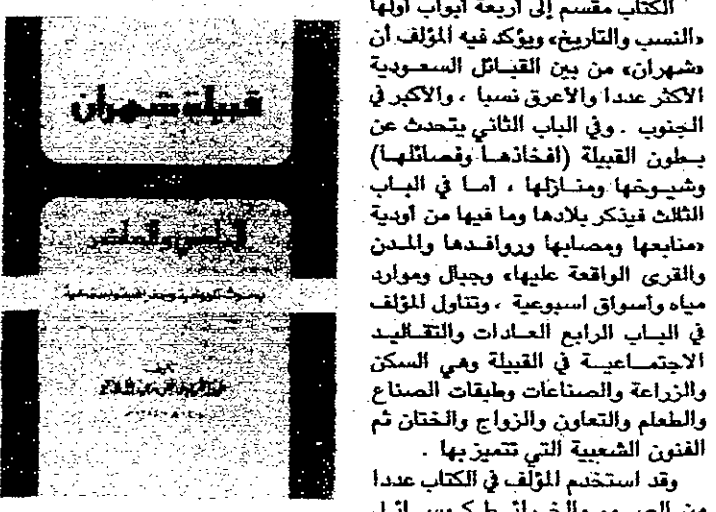 الكتاب مقسم إلى أربعة أبواب أولها
«النسب والتاريخ» ويؤكد فيه المؤلف أن
«شهران» من بين القبائل السعودية
الأكثر عددا والأعرق نسبا ، والأكبر في
الجنوب . وفي الباب الثاني يتحدث عن
بطون القبيلة (افخاذها وفصائلها)
وشيوخها ومنازلها ، أما في الباب
الثالث فيذكر بلادها وما فيها من أودية
«منابعها ومصابها وروافدها والمدن
والقرى الواقعة عليها» وجبال وموارد
مياه وأسواق اسبوعية ، وتناول المؤلف
في الباب الرابع العادات والتقاليد
الاجتماعية في القبيلة وهي السكن
والزراعة والصناعات وطبقات الصناع
والطعام والتعاون والزواج والختان ثم
الفنون الشعبية التي تتميز بها .
وقد استخدم المؤلف في الكتاب عددا
قبيلة شهران
الماضي والحاضر